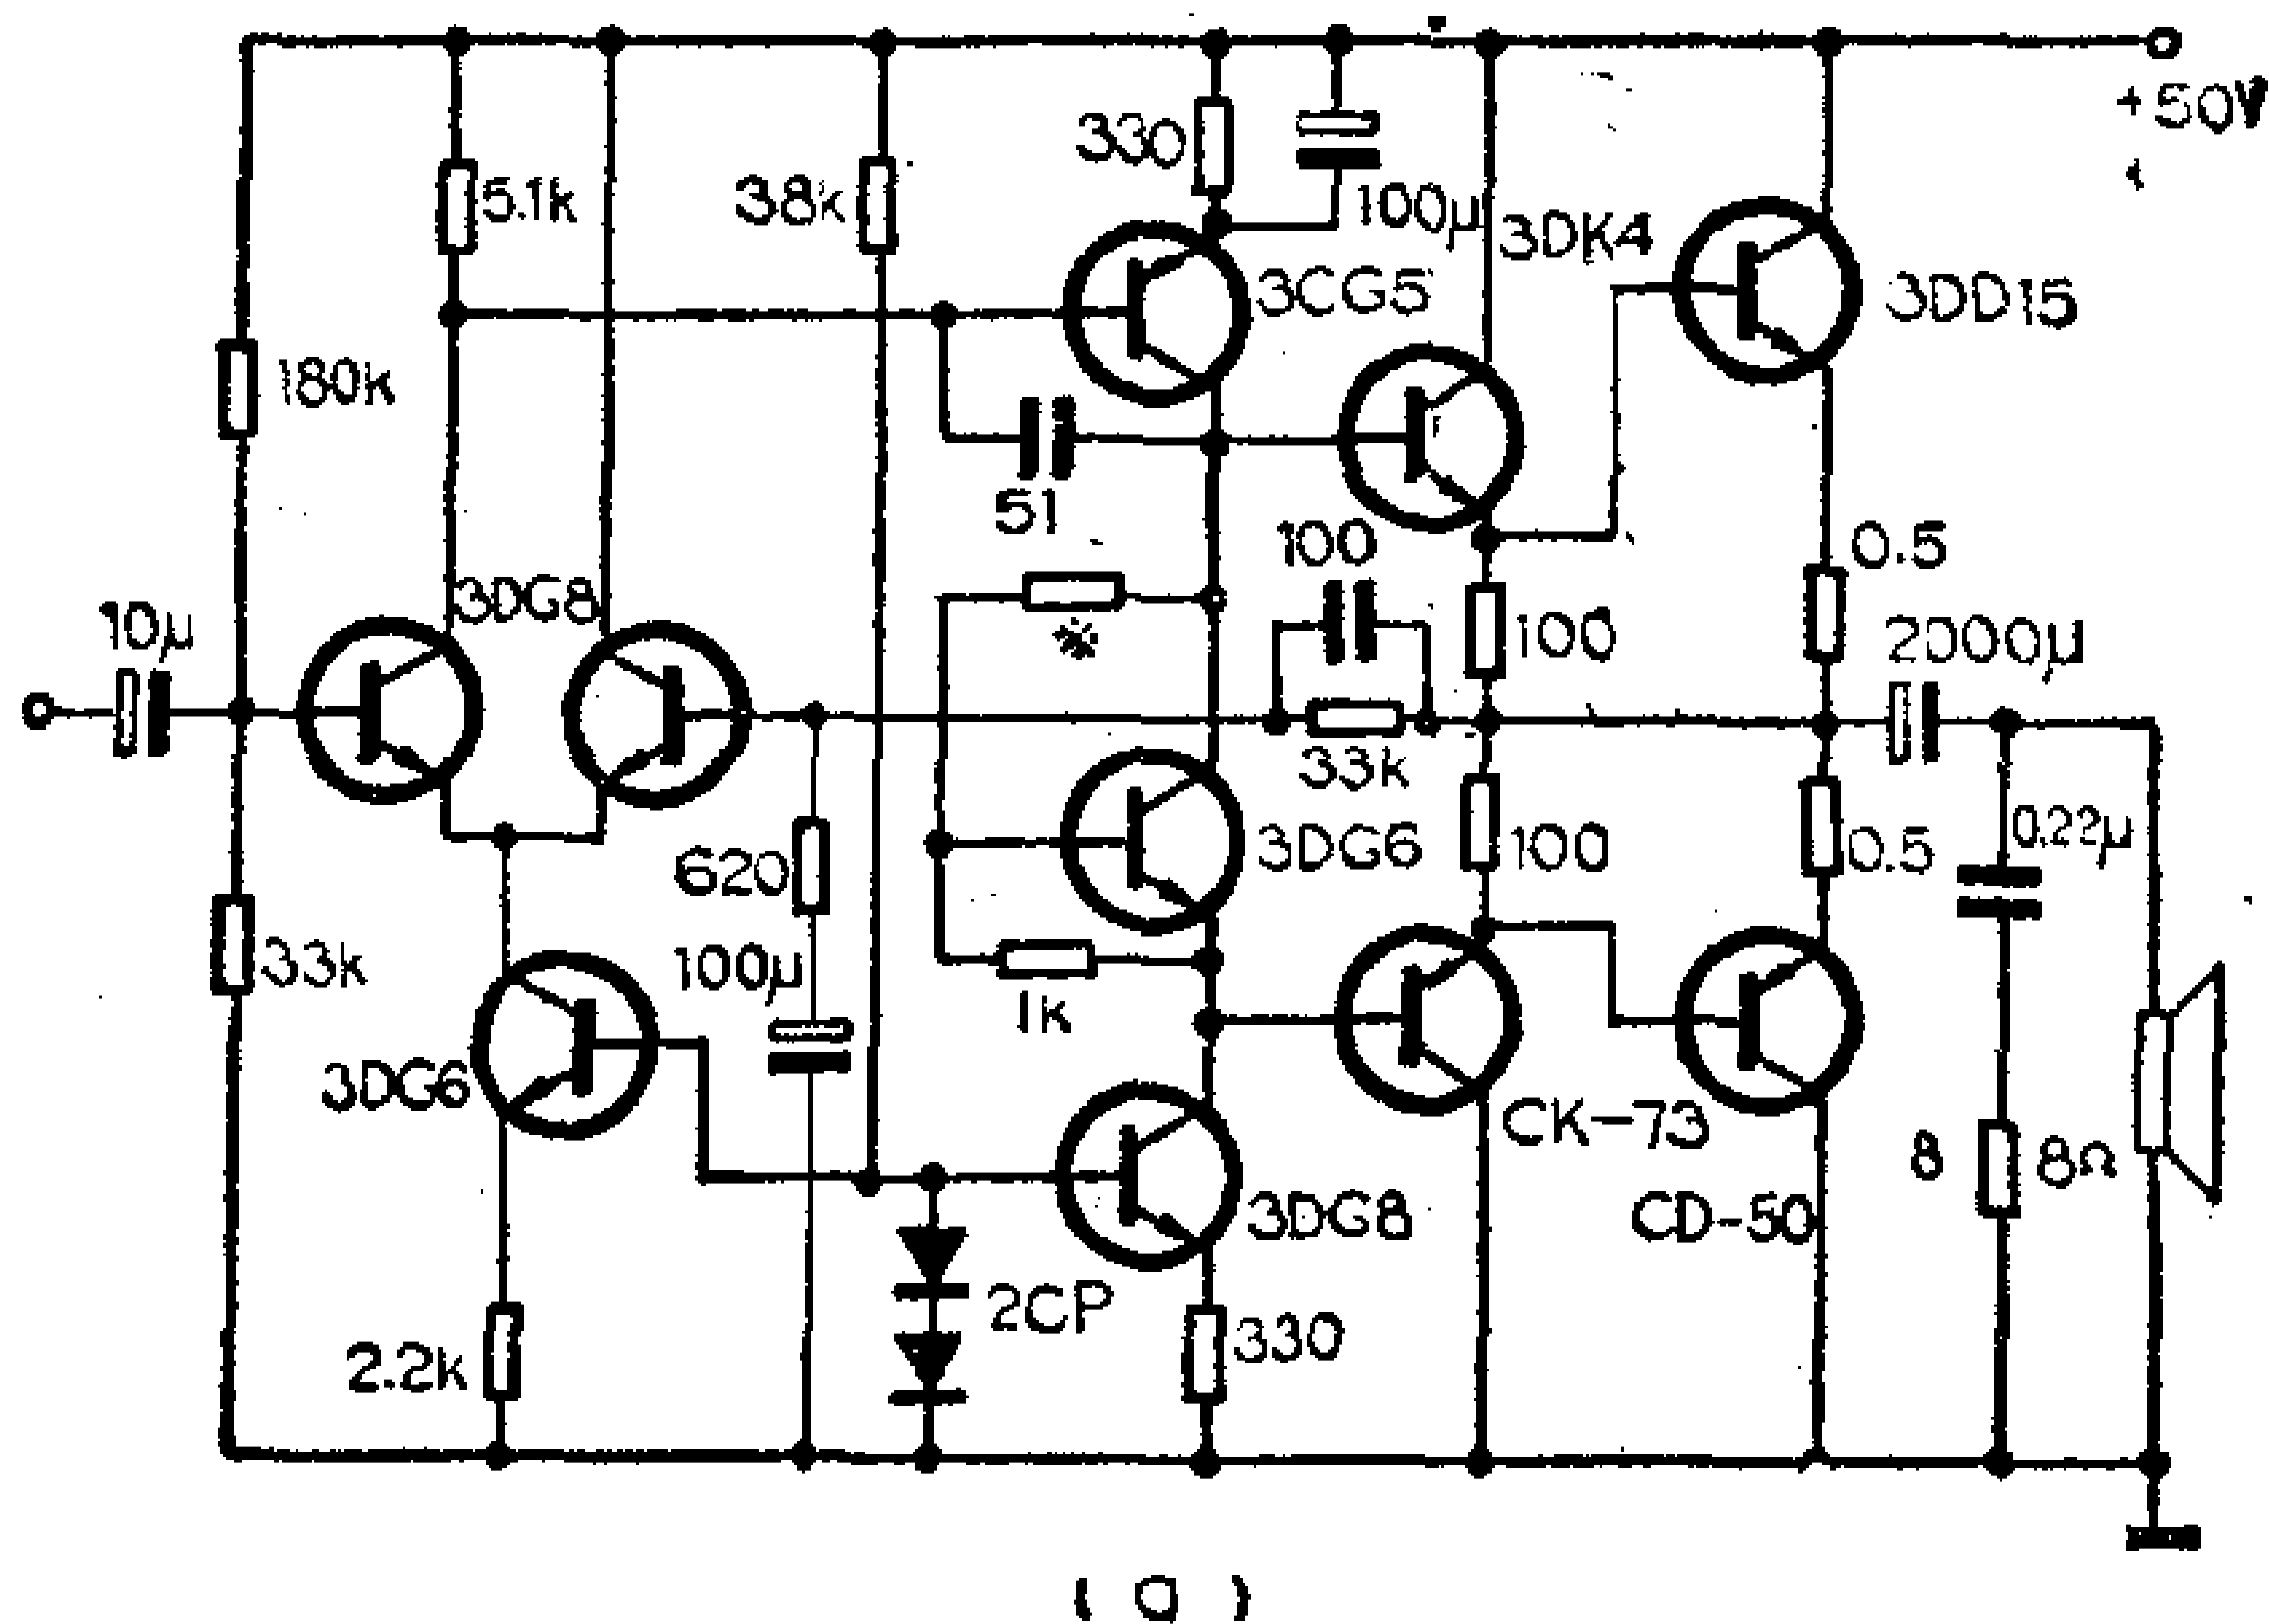 +50V
330
100μ
5.1k
38k
3DK4
3CG5
3DD15
180k
51
100
0.5
3DG8
10μ
100
2000μ
33k
3DG6
100
0.5
0.22μ
620
33k
100μ
1k
3DG6
CK-73
8
8Ω
3DG8
CD-50
2CP
330
2.2k
※
(a)